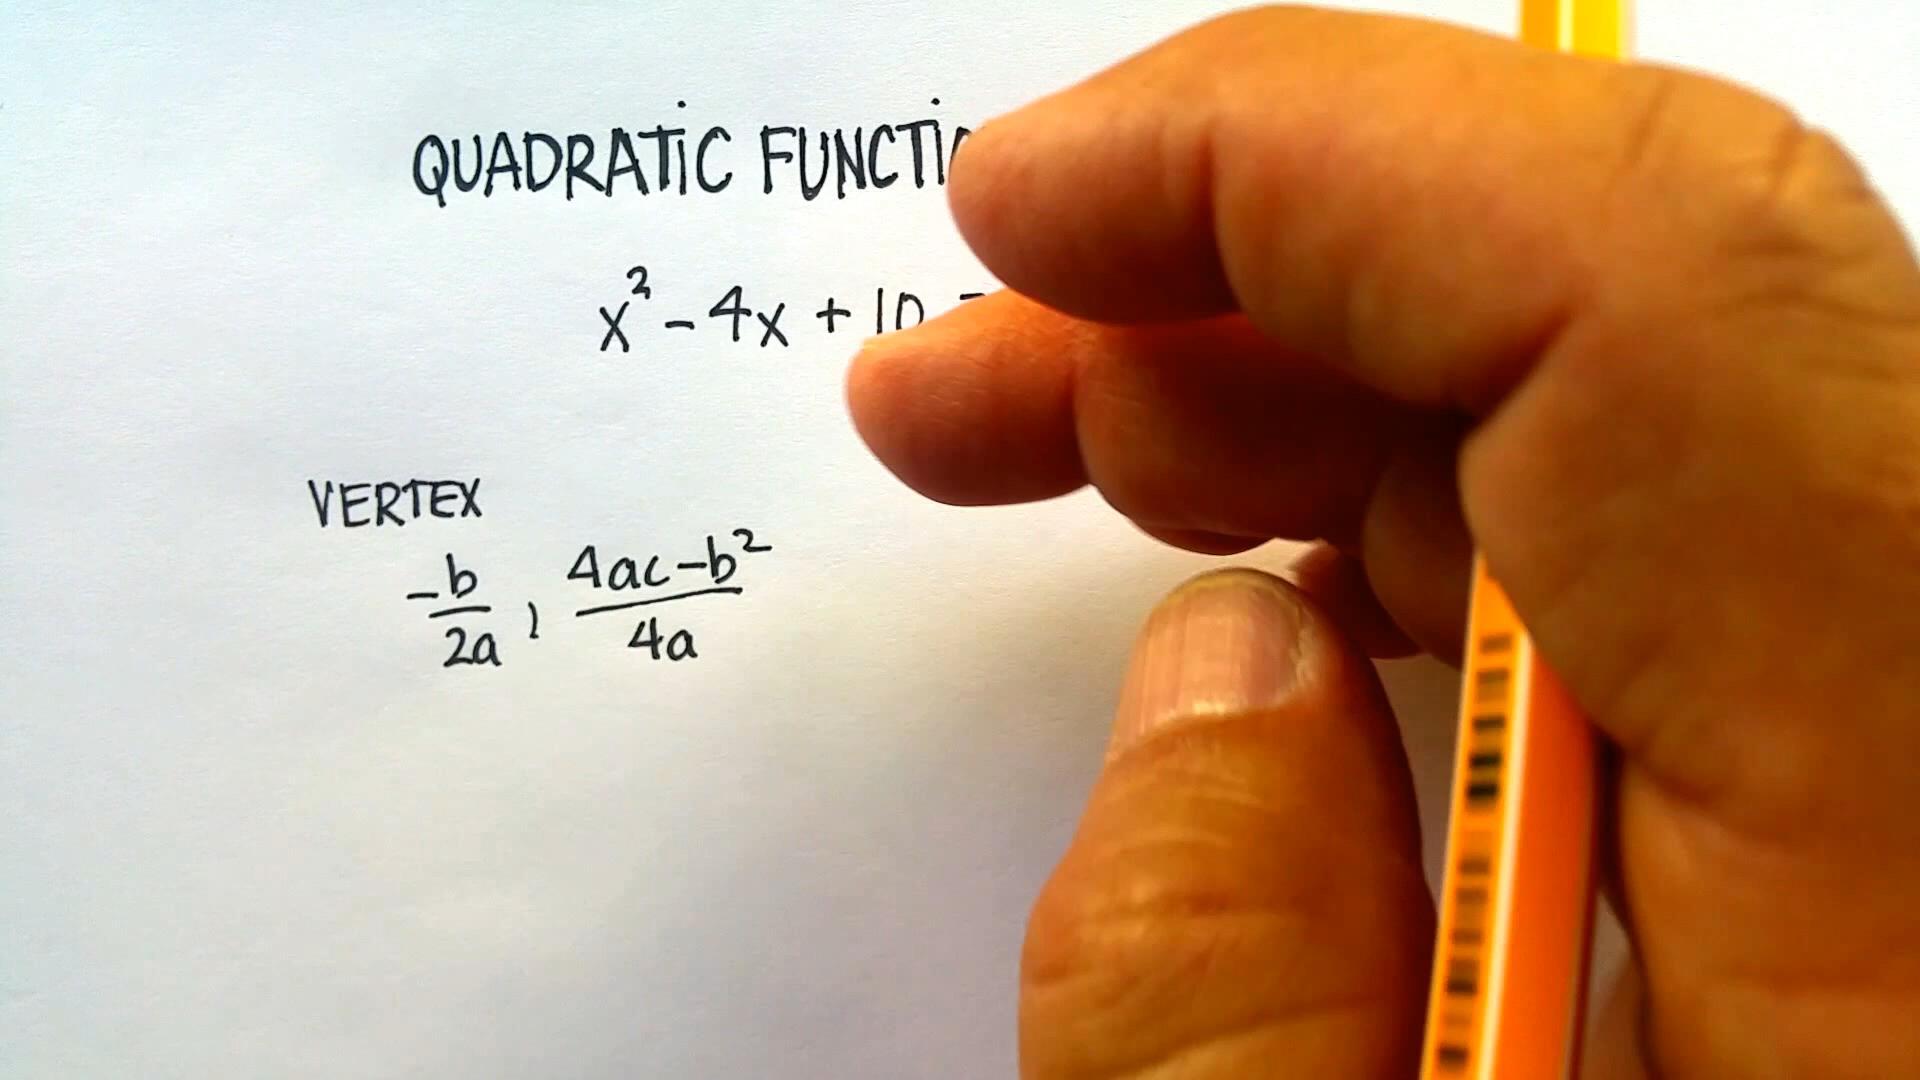 QUADRATiC FUNCTi
x² - 4x + 10
VERTEX
-b/2a , 4ac-b²/4a